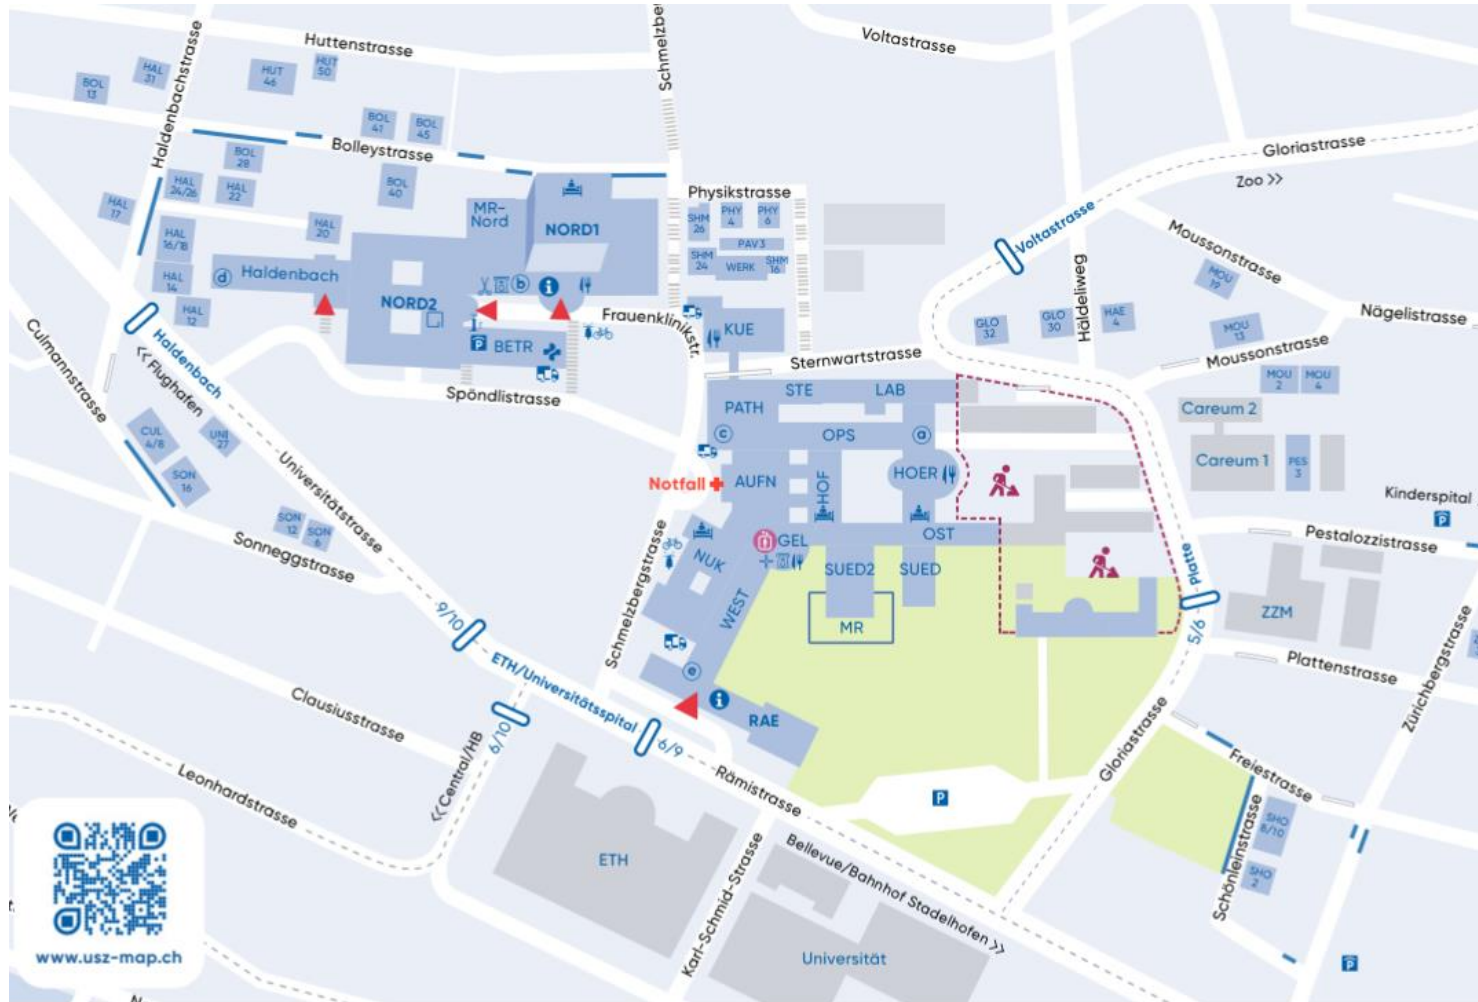 Huttenstrasse
Voltastrasse
Schmelzbe
Haldenbachstrasse
HAL
31
BOL
13
HUT
46
HUT
50
BOL
41
BOL
45
Bolleystrasse
BOL
28
HAL
24/26
HAL
22
BOL
40
HAL
17
HAL
20
HAL
16/18
HAL
14
HAL
12
d
Haldenbach
MR-
Nord
NORD1
NORD2
b
i
i
P
BETR
Frauenklinikstr.
Spöndlistrasse
Physikstrasse
SHM
26
PHY
4
PHY
6
PAV3
SHM
24
WERK
SHM
16
KUE
Sternwartstrasse
Gloriastrasse
Zoo >>
Voltastrasse
Moussonstrasse
MOU
19
Nägelistrasse
Häldeliweg
GLO
32
GLO
30
HAE
4
MOU
13
Moussonstrasse
MOU
2
MOU
4
Careum 2
Careum 1
PES
3
Kinderspital
P
Pestalozzistrasse
Culmannstrasse
Haldenbach
<< Flughafen
CUL
4/8
UNI
27
SON
16
SON
12
SON
6
Universitätstrasse
Sonneggstrasse
9/10
STE
LAB
PATH
c
OPS
a
Notfall
AUFN
HOF
HOER
GEL
OST
NUK
SUED2
SUED
WEST
MR
e
i
RAE
Schmelzbergstrasse
Platte
5/6
ZZM
Plattenstrasse
Zürichbergstrasse
ETH/Universitätsspital
6/10
6/9
<<Central/HB
Clausiusstrasse
Leonhardstrasse
Rämistrasse
P
Gloriastrasse
Freiestrasse
Schönleinstrasse
SHO
8/10
SHO
2
ETH
Karl-Schmid-Strasse
Bellevue/Bahnhof Stadelhofen >>
Universität
P
www.usz-map.ch